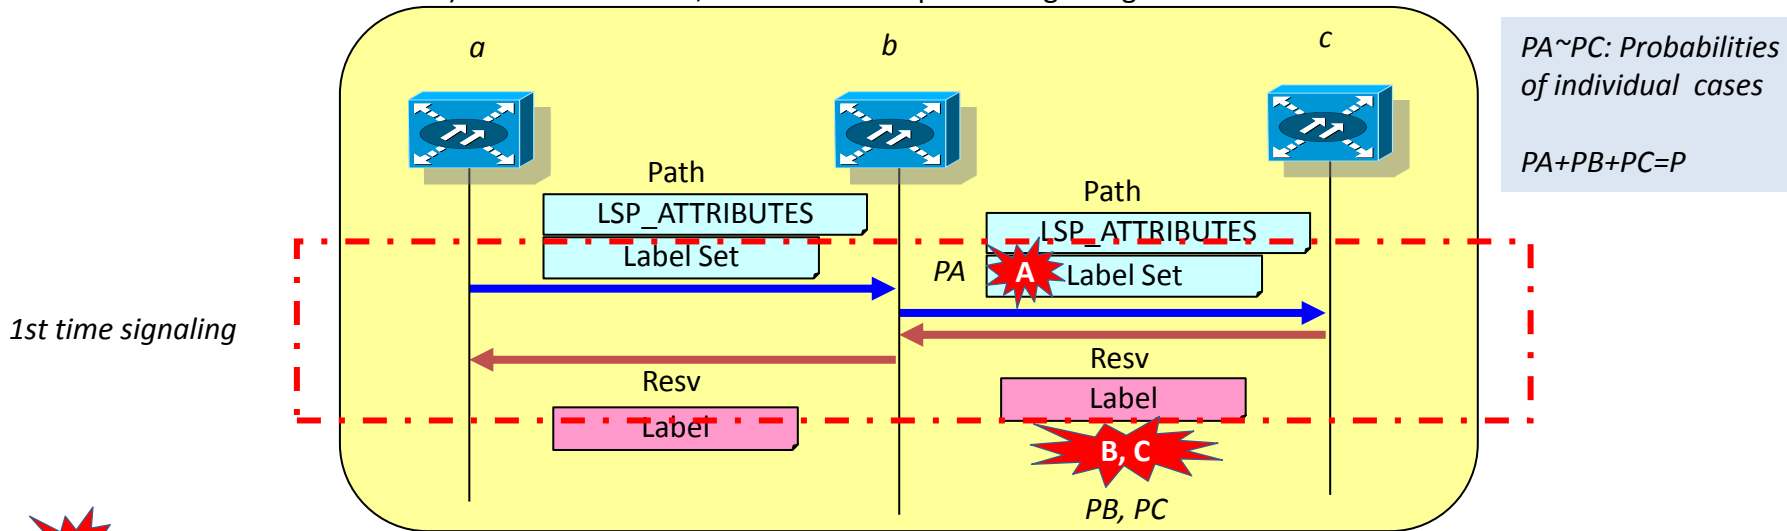 a
b
c
PA~PC: Probabilities
of individual cases
PA+PB+PC=P
Path
LSP_ATTRIBUTES
Label Set
Path
LSP_ATTRIBUTES
PA
A
Label Set
1st time signaling
Resv
Label
Resv
Label
B, C
PB, PC